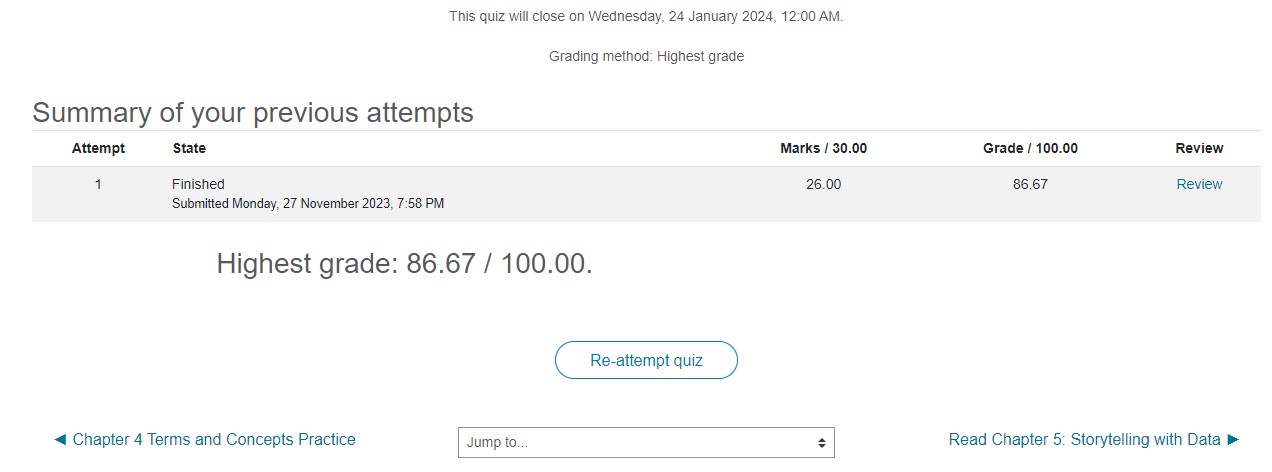 This quiz will close on Wednesday, 24 January 2024, 12:00 AM.
Grading method: Highest grade
Summary of your previous attempts
Attempt State Marks / 30.00 Grade / 100.00 Review
1 Finished 26.00 86.67 Review
Submitted Monday, 27 November 2023, 7:58 PM
Highest grade: 86.67 / 100.00.
Re-attempt quiz
◄ Chapter 4 Terms and Concepts Practice Jump to... Read Chapter 5: Storytelling with Data ►